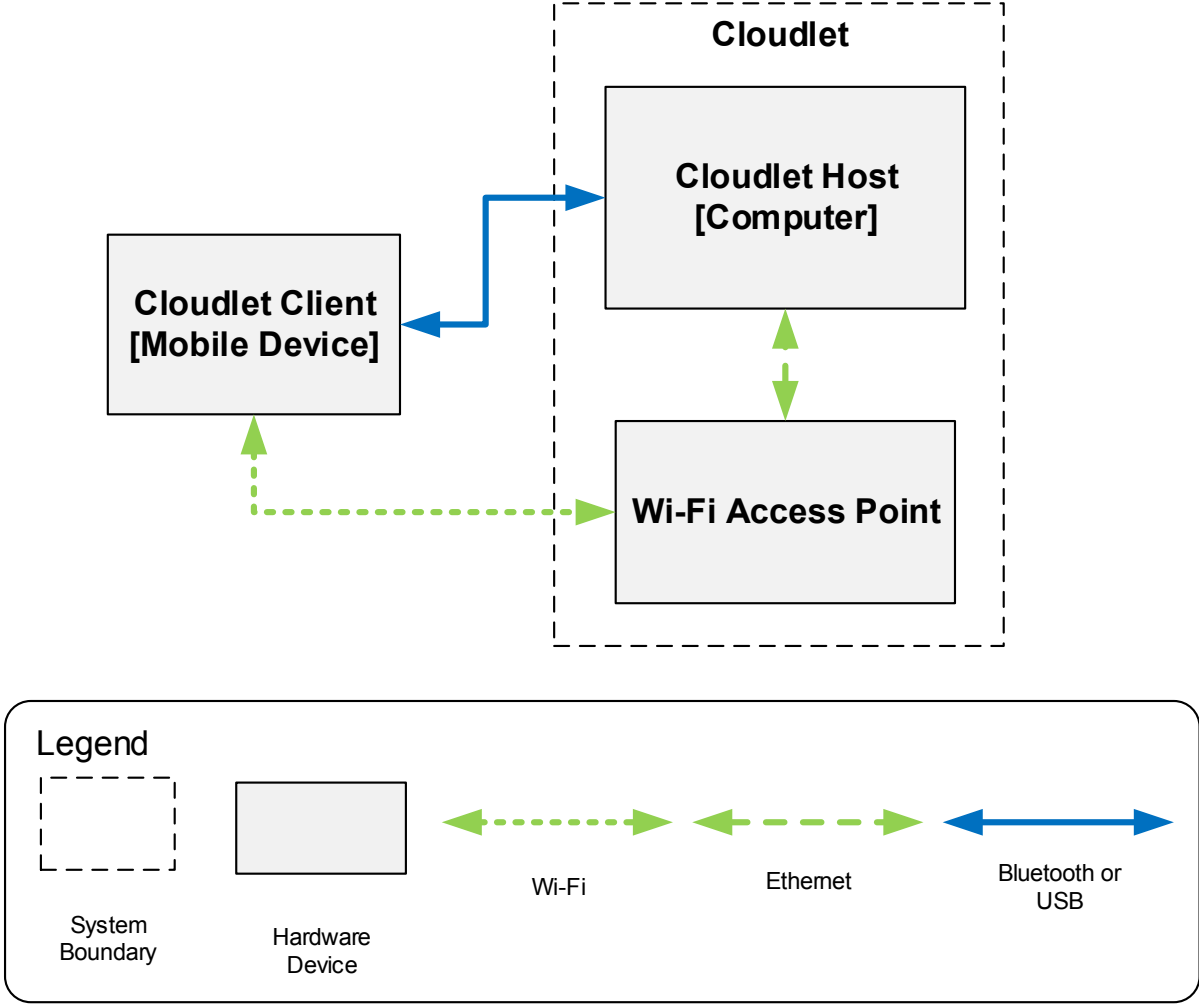 Cloudlet
Cloudlet Host
[Computer]
Cloudlet Client
[Mobile Device]
Wi-Fi Access Point
Legend
System
Boundary
Hardware
Device
Wi-Fi
Ethernet
Bluetooth or
USB